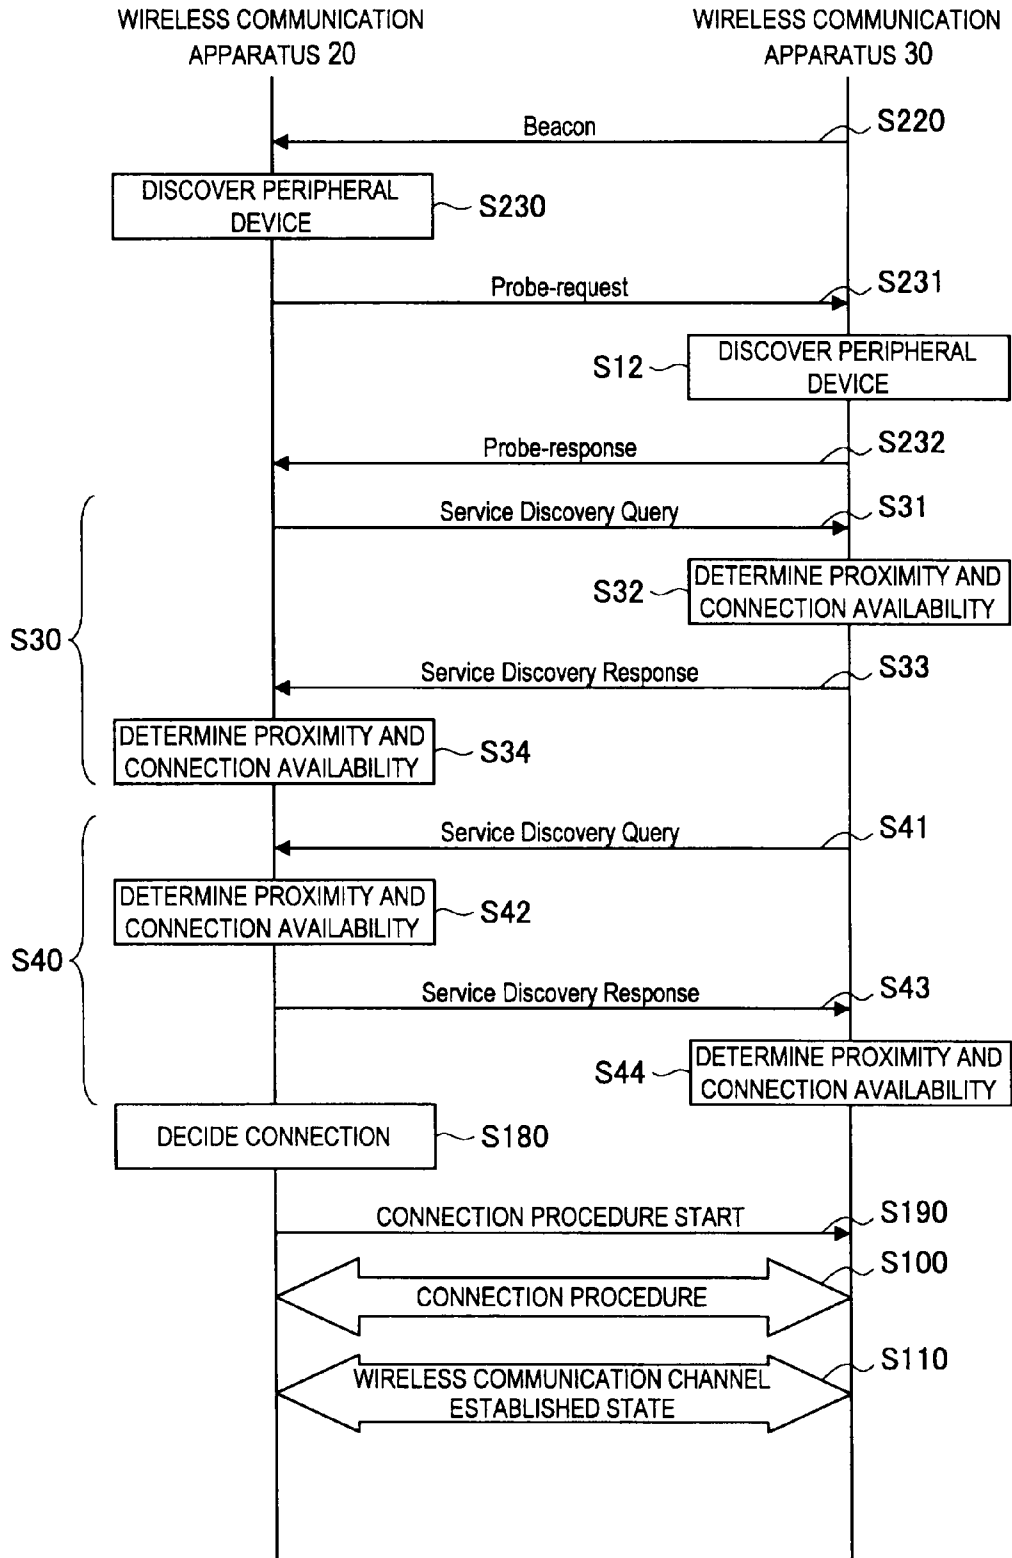 WIRELESS COMMUNICATION
APPARATUS 20
WIRELESS COMMUNICATION
APPARATUS 30
Beacon
S220
DISCOVER PERIPHERAL
DEVICE
S230
Probe-request
S231
S12
DISCOVER PERIPHERAL
DEVICE
Probe-response
S232
S30
Service Discovery Query
S31
S32
DETERMINE PROXIMITY AND
CONNECTION AVAILABILITY
Service Discovery Response
S33
DETERMINE PROXIMITY AND
CONNECTION AVAILABILITY
S34
S40
Service Discovery Query
S41
DETERMINE PROXIMITY AND
CONNECTION AVAILABILITY
S42
Service Discovery Response
S43
S44
DETERMINE PROXIMITY AND
CONNECTION AVAILABILITY
DECIDE CONNECTION
S180
CONNECTION PROCEDURE START
S190
CONNECTION PROCEDURE
S100
WIRELESS COMMUNICATION CHANNEL
ESTABLISHED STATE
S110